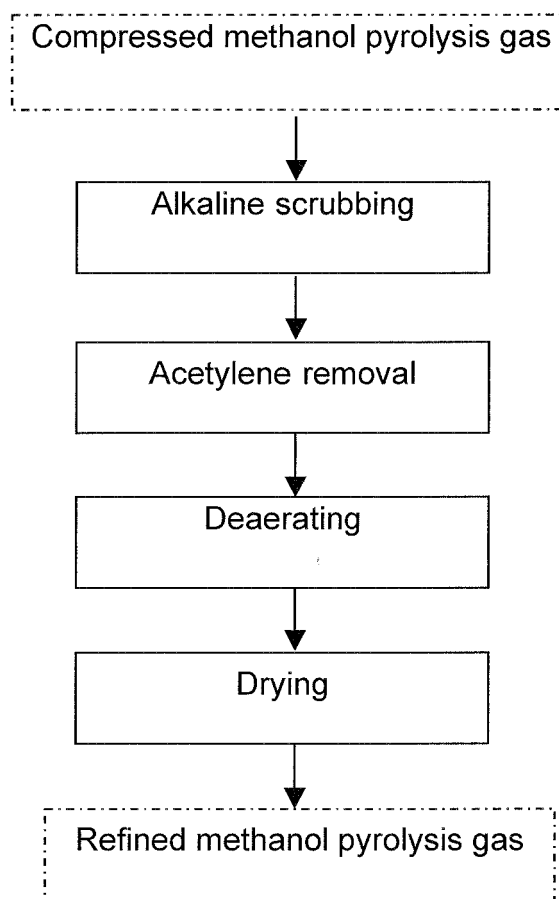 Compressed methanol pyrolysis gas
Alkaline scrubbing
Acetylene removal
Deaerating
Drying
Refined methanol pyrolysis gas